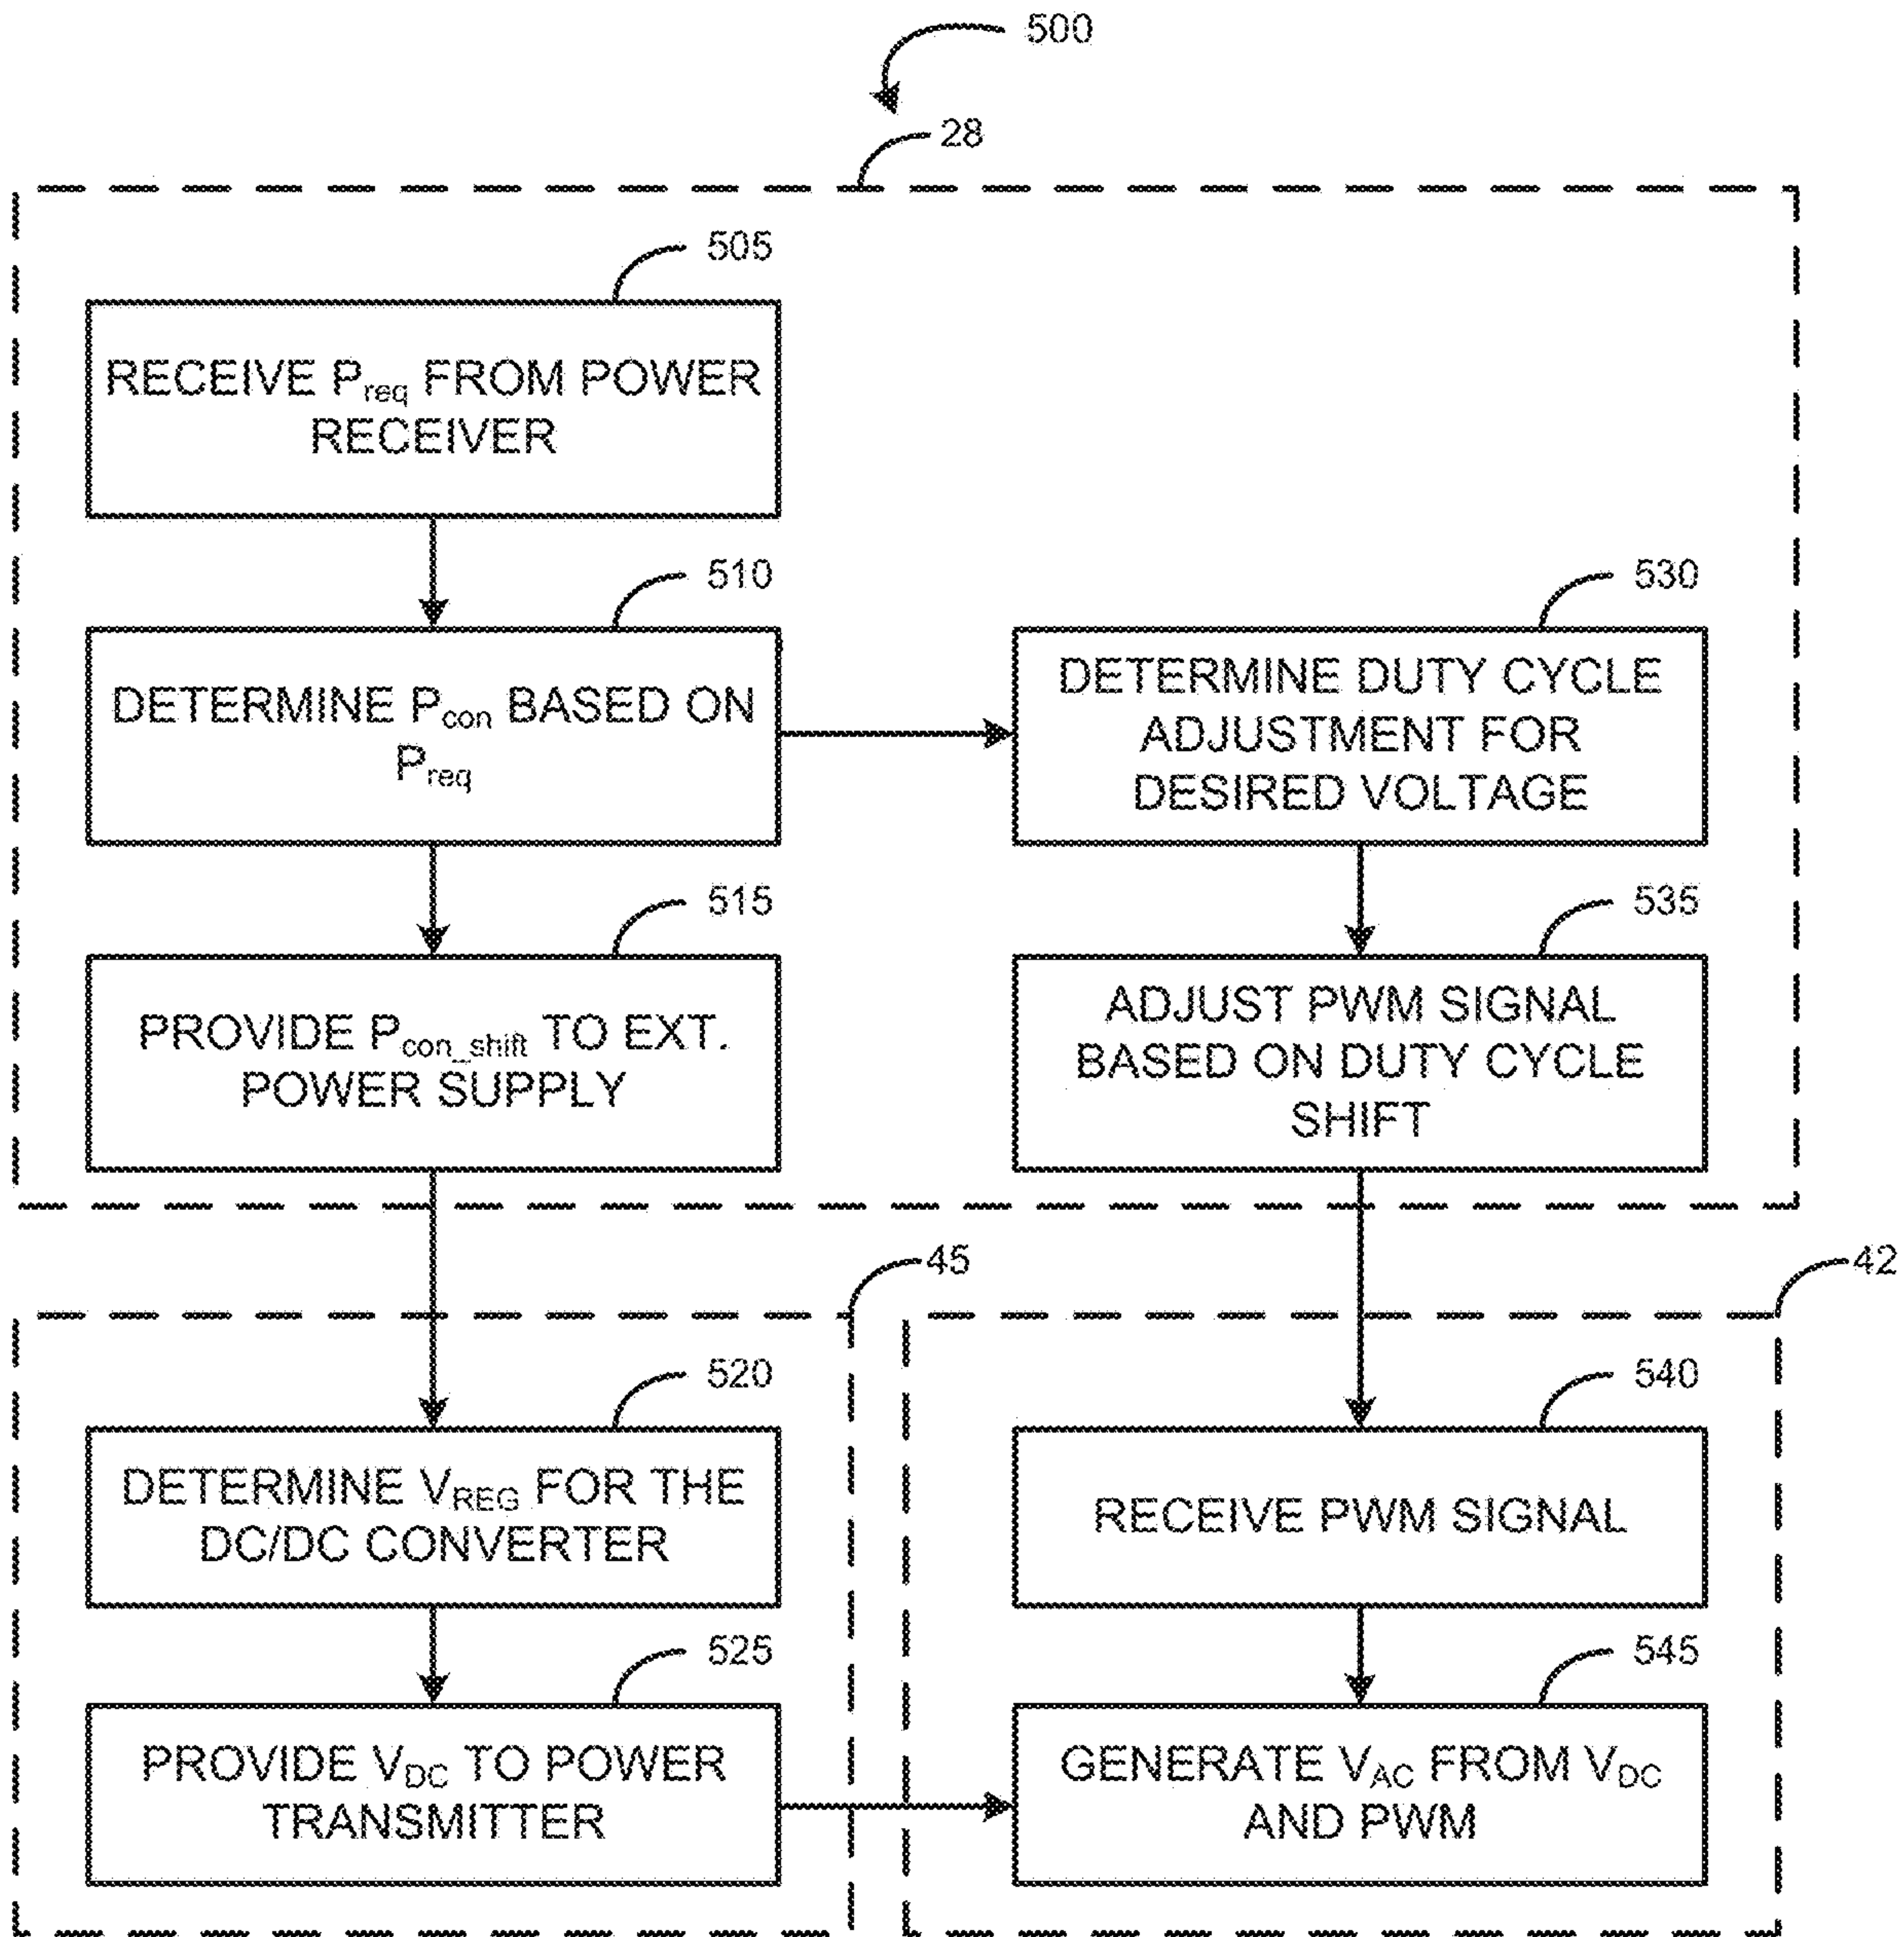 500
28
505
RECEIVE Preq FROM POWER
RECEIVER
510
DETERMINE Pcon BASED ON
Preq
530
DETERMINE DUTY CYCLE
ADJUSTMENT FOR
DESIRED VOLTAGE
515
PROVIDE Pcon_shift TO EXT.
POWER SUPPLY
535
ADJUST PWM SIGNAL
BASED ON DUTY CYCLE
SHIFT
45
42
520
DETERMINE VREG FOR THE
DC/DC CONVERTER
540
RECEIVE PWM SIGNAL
525
PROVIDE VDC TO POWER
TRANSMITTER
545
GENERATE VAC FROM VDC
AND PWM